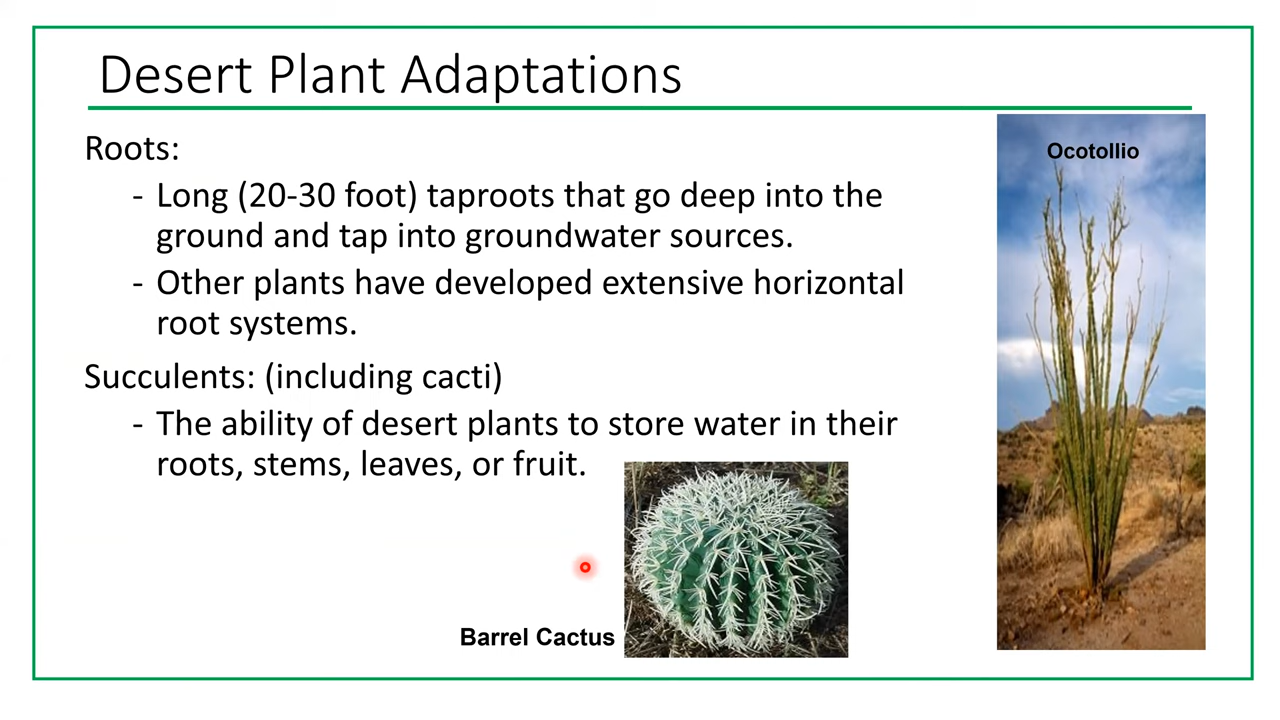 Desert Plant Adaptations
Roots:
- Long (20-30 foot) taproots that go deep into the
ground and tap into groundwater sources.
- Other plants have developed extensive horizontal
root systems.
Succulents: (including cacti)
- The ability of desert plants to store water in their
roots, stems, leaves, or fruit.
Barrel Cactus
Ocotollio